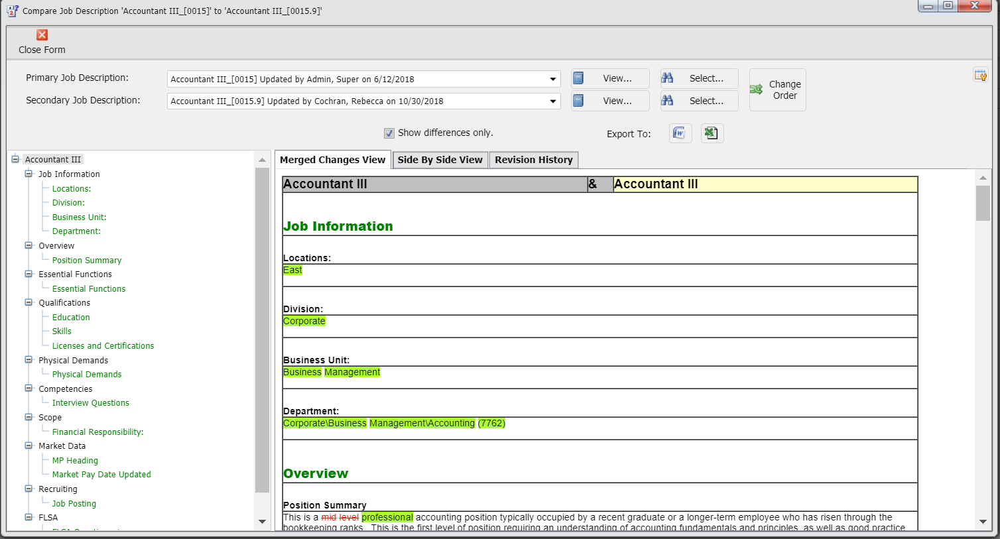 Compare Job Description 'Accountant III_[0015]' to 'Accountant III_[0015.9]'
Close Form
Primary Job Description:
Accountant III_[0015] Updated by Admin, Super on 6/12/2018
View...
Select...
Change Order
Secondary Job Description:
Accountant III_[0015.9] Updated by Cochran, Rebecca on 10/30/2018
View...
Select...
Show differences only.
Export To:
Accountant III
Job Information
Locations:
Division:
Business Unit:
Department:
Overview
Position Summary
Essential Functions
Essential Functions
Qualifications
Education
Skills
Licenses and Certifications
Physical Demands
Physical Demands
Competencies
Interview Questions
Scope
Financial Responsibility:
Market Data
MP Heading
Market Pay Date Updated
Recruiting
Job Posting
FLSA
Merged Changes View
Side By Side View
Revision History
Accountant III & Accountant III
Job Information
Locations:
East
Division:
Corporate
Business Unit:
Business Management
Department:
Corporate\Business Management\Accounting (7762)
Overview
Position Summary
This is a mid level professional accounting position typically occupied by a recent graduate or a longer-term employee who has risen through the
bookkeeping ranks. This is the first level of position requiring an understanding of accounting fundamentals and principles, as well as good practice